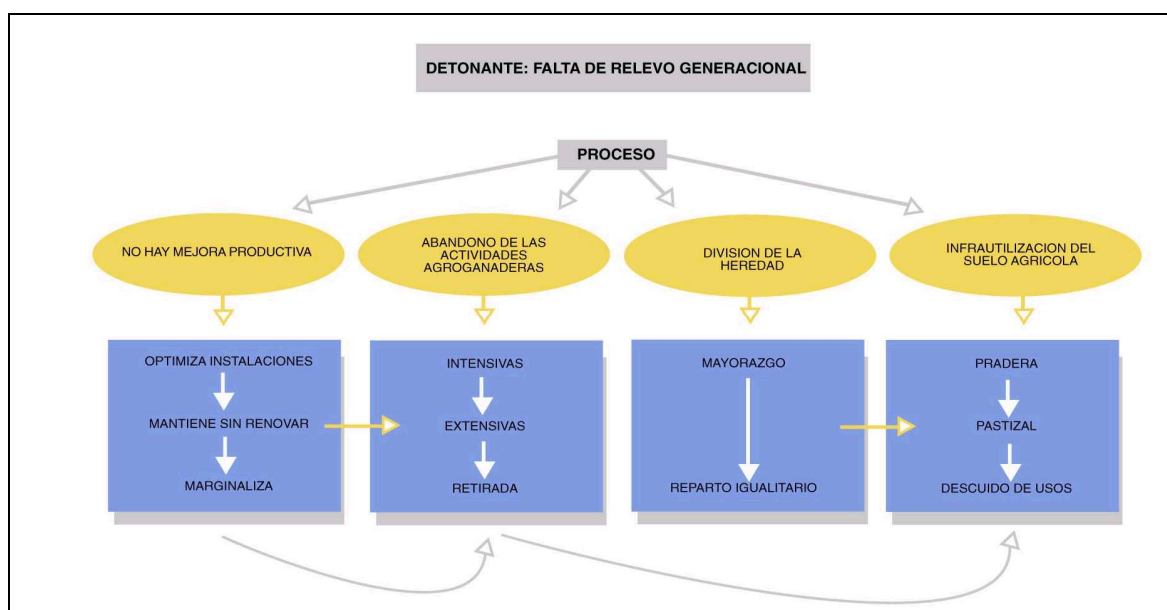 DETONANTE: FALTA DE RELEVO GENERACIONAL
PROCESO
NO HAY MEJORA PRODUCTIVA
ABANDONO DE LAS
ACTIVIDADES
AGROGANADERAS
DIVISION DE LA
HEREDAD
INFRAUTILIZACION DEL
SUELO AGRICOLA
OPTIMIZA INSTALACIONES
MANTIENE SIN RENOVAR
MARGINALIZA
INTENSIVAS
EXTENSIVAS
RETIRADA
MAYORAZGO
REPARTO IGUALITARIO
PRADERA
PASTIZAL
DESCUIDO DE USOS